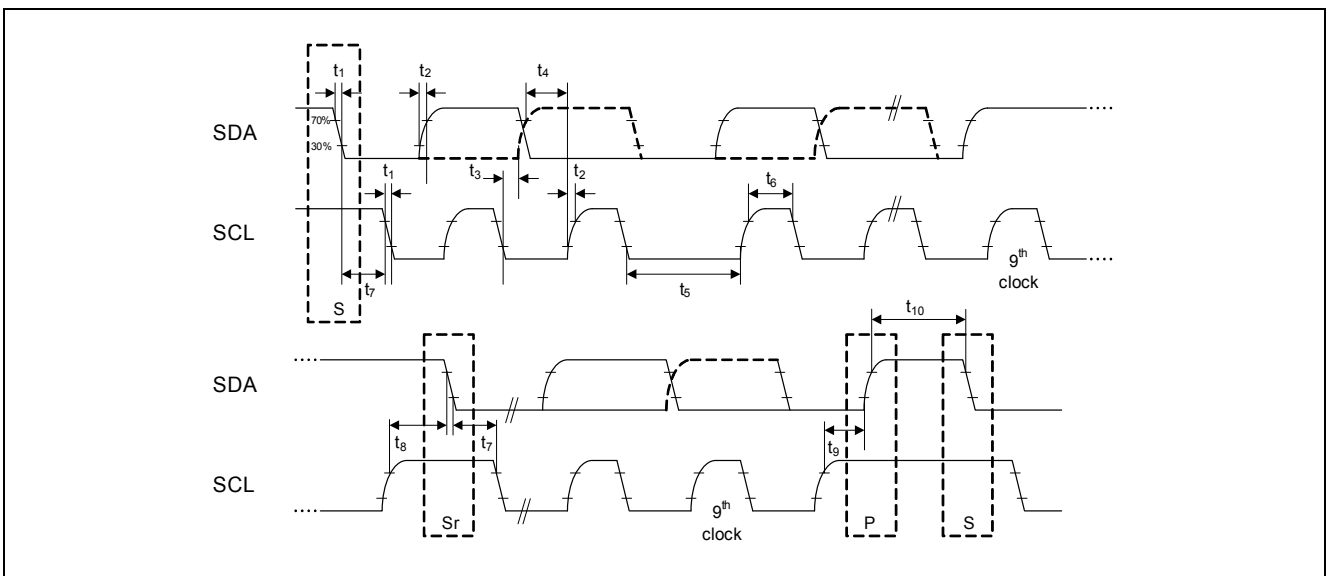 t1 t2 t4
70%
SDA
30%
t1 t3 t2 t6
SCL
9th
clock
t7 t5
S
t10
SDA
t8 t7 t9
SCL
9th
clock
Sr P S